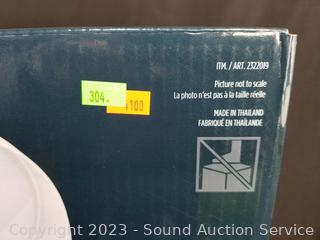 ITM. / ART. 2322019
Picture not to scale
La photo n'est pas à la taille réelle
MADE IN THAILAND
FABRIQUÉ EN THAÏLANDE
304
100
Copyright 2023 - Sound Auction Service